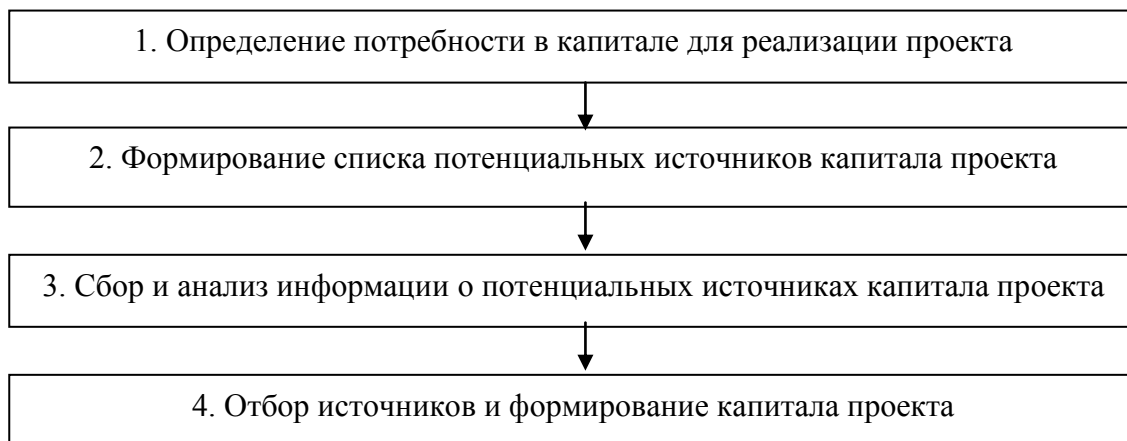 1. Определение потребности в капитале для реализации проекта
2. Формирование списка потенциальных источников капитала проекта
3. Сбор и анализ информации о потенциальных источниках капитала проекта
4. Отбор источников и формирование капитала проекта